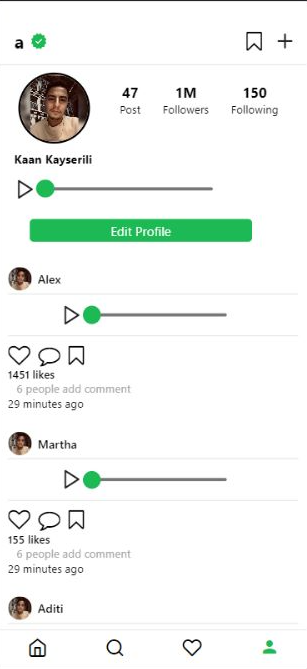 a
47 1M 150
Post Followers Following
Kaan Kayserili
Edit Profile
Alex
1451 likes
6 people add comment
29 minutes ago
Martha
155 likes
6 people add comment
29 minutes ago
Aditi